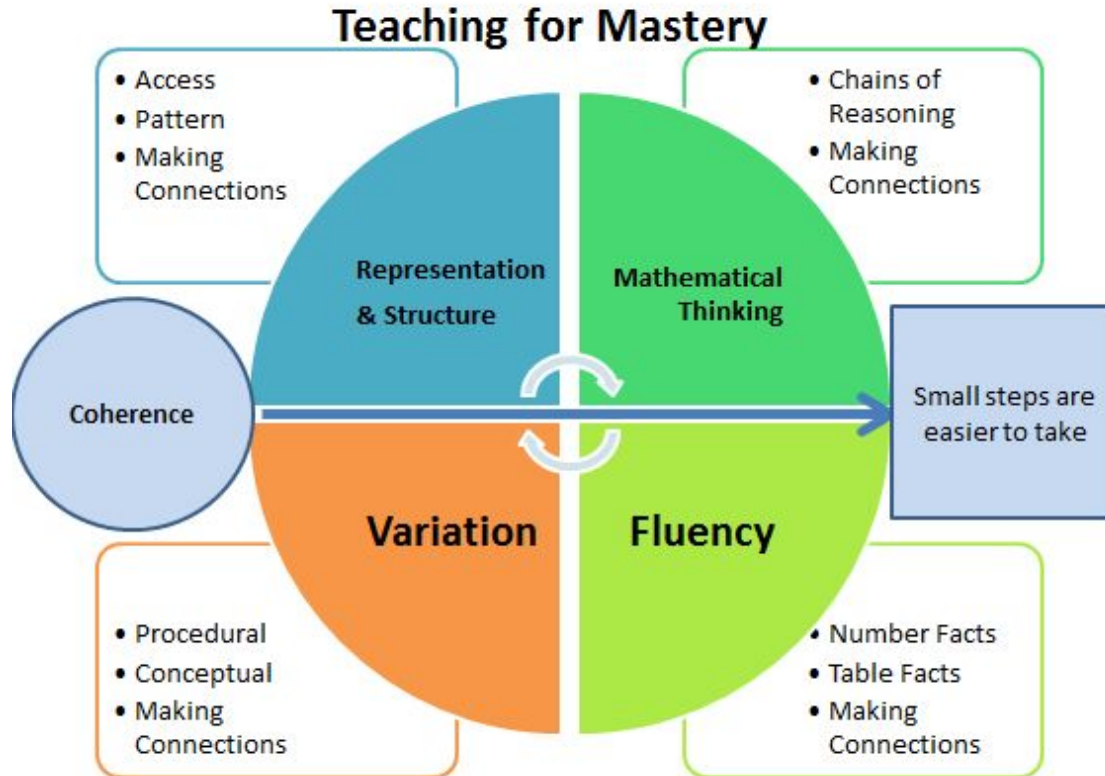 Teaching for Mastery
• Access
• Pattern
• Making
Connections
• Chains of
Reasoning
• Making
Connections
Representation
& Structure
Mathematical
Thinking
Coherence
Small steps are
easier to take
Variation
Fluency
• Procedural
• Conceptual
• Making
Connections
• Number Facts
• Table Facts
• Making
Connections